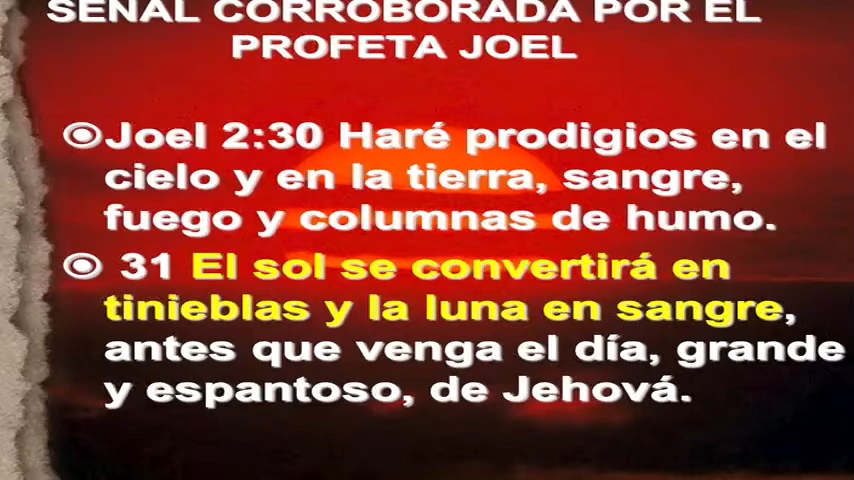 SEÑAL CORROBORADA POR EL
PROFETA JOEL
Joel 2:30 Haré prodigios en el
cielo y en la tierra, sangre,
fuego y columnas de humo.
31 El sol se convertirá en
tinieblas y la luna en sangre,
antes que venga el día, grande
y espantoso, de Jehová.